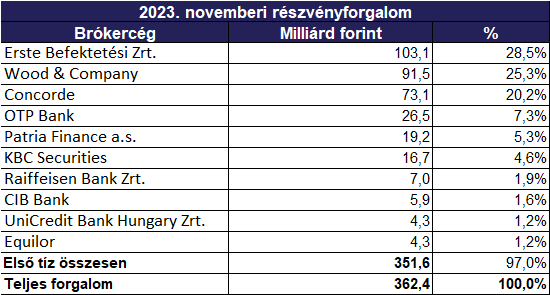 2023. novemberi részvényforgalom
Brókercég Milliárd forint %
Erste Befektetési Zrt. 103,1 28,5%
Wood & Company 91,5 25,3%
Concorde 73,1 20,2%
OTP Bank 26,5 7,3%
Patria Finance a.s. 19,2 5,3%
KBC Securities 16,7 4,6%
Raiffeisen Bank Zrt. 7,0 1,9%
CIB Bank 5,9 1,6%
UniCredit Bank Hungary Zrt. 4,3 1,2%
Equilor 4,3 1,2%
Első tíz összesen 351,6 97,0%
Teljes forgalom 362,4 100,0%